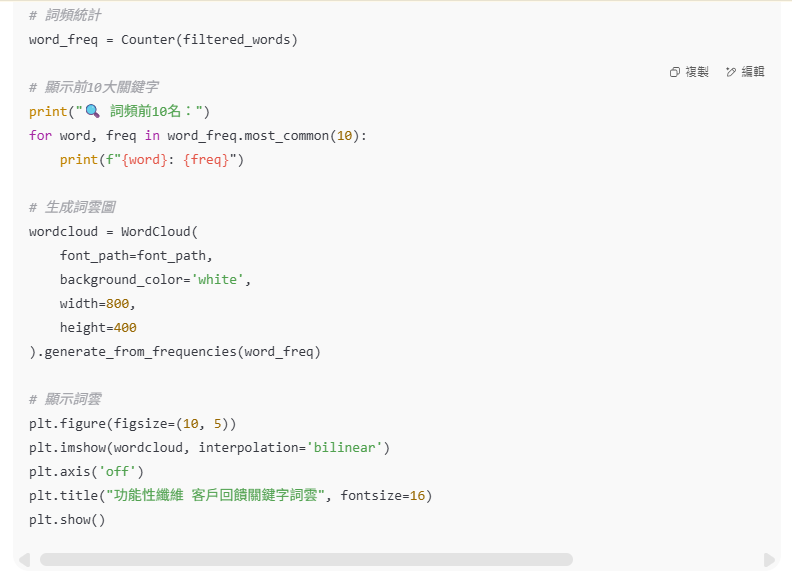 # 詞頻統計
word_freq = Counter(filtered_words)
複製 編輯
# 顯示前10大關鍵字
print("🔍 詞頻前10名：")
for word, freq in word_freq.most_common(10):
    print(f"{word}: {freq}")
# 生成詞雲圖
wordcloud = WordCloud(
    font_path=font_path,
    background_color='white',
    width=800,
    height=400
).generate_from_frequencies(word_freq)
# 顯示詞雲
plt.figure(figsize=(10, 5))
plt.imshow(wordcloud, interpolation='bilinear')
plt.axis('off')
plt.title("功能性纖維 客戶回饋關鍵字詞雲", fontsize=16)
plt.show()